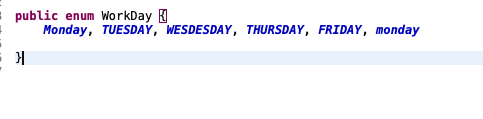 public enum WorkDay {
Monday, TUESDAY, WESDESDAY, THURSDAY, FRIDAY, monday
}